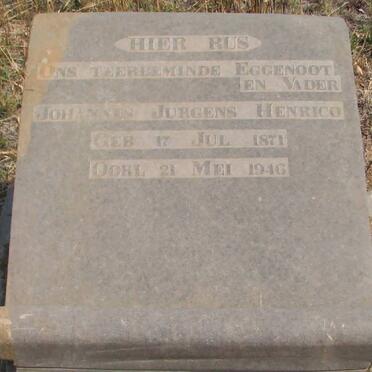 HIER RUS
ONS TEERBEMINDE EGGENOOT
EN VADER
JOHANNES JURGENS HENRICO
GEB 17 JUL 1871
OORL 21 MEI 1946